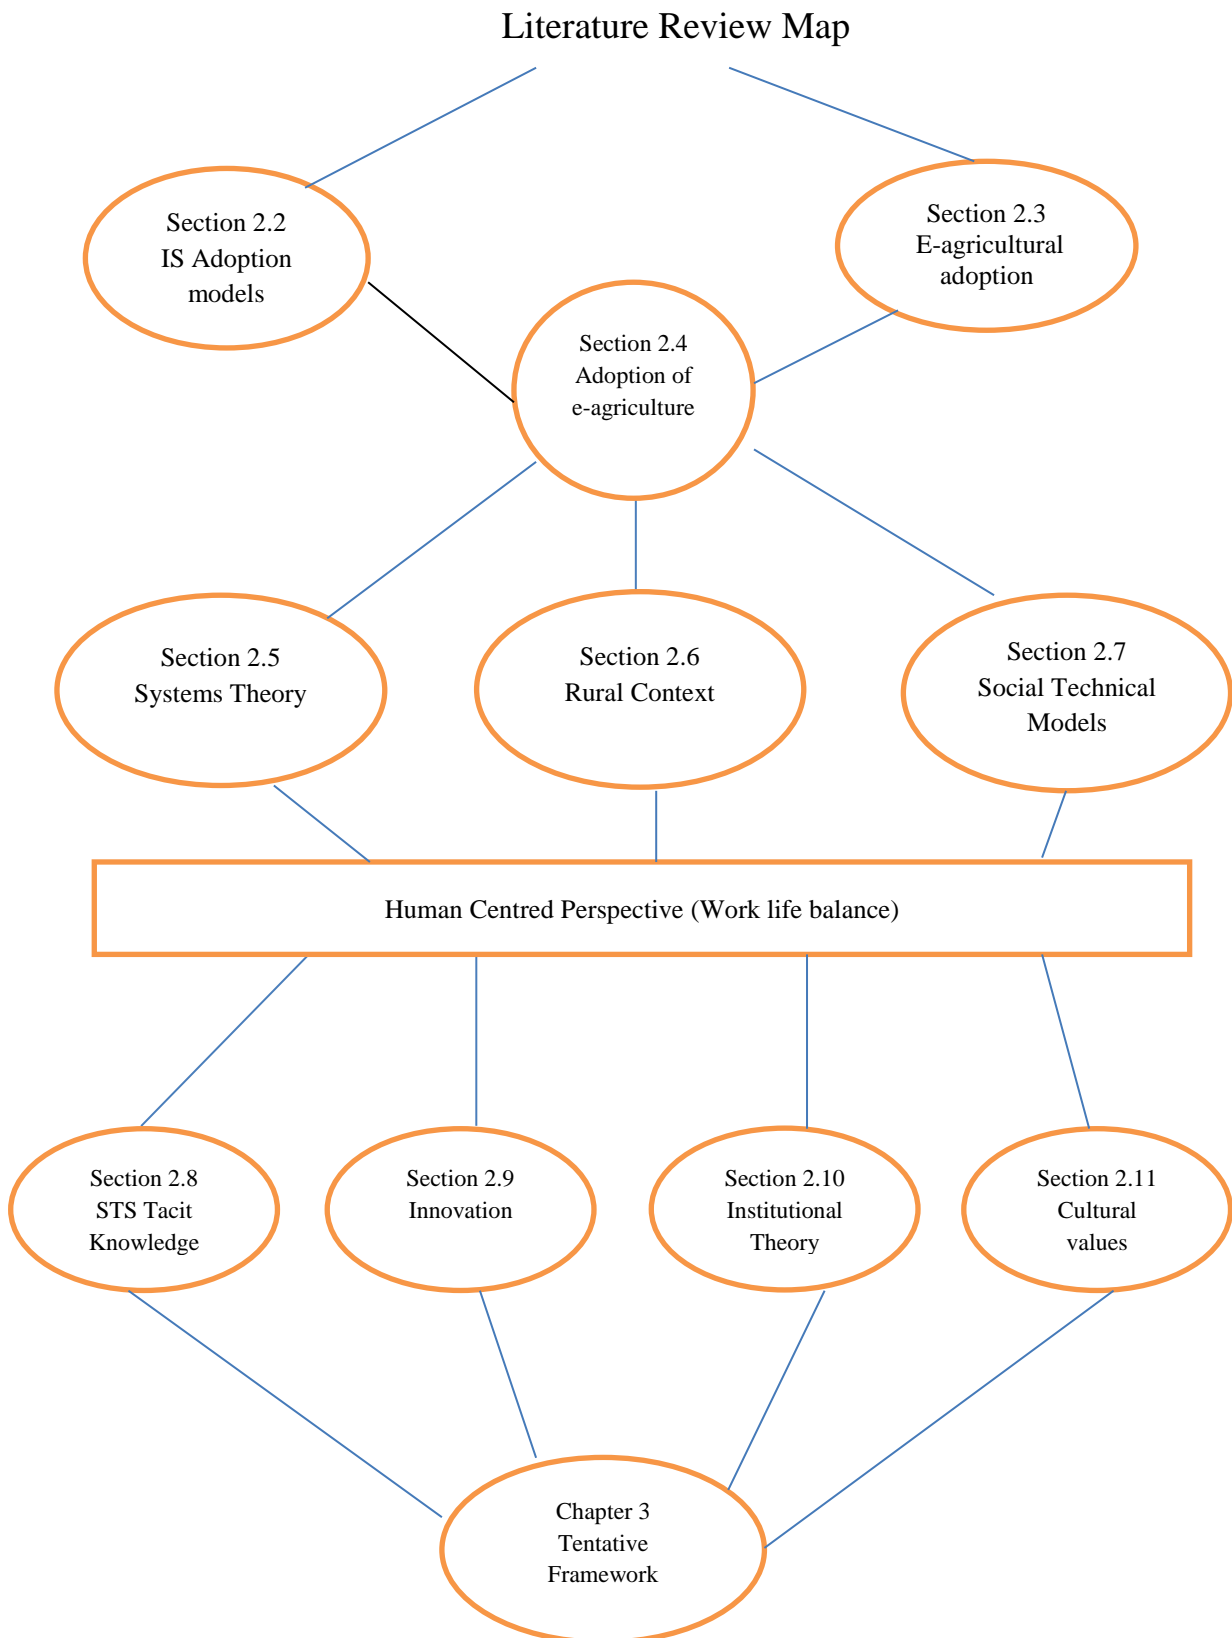 Literature Review Map
Section 2.2
IS Adoption
models
Section 2.3
E-agricultural
adoption
Section 2.4
Adoption of
e-agriculture
Section 2.5
Systems Theory
Section 2.6
Rural Context
Section 2.7
Social Technical
Models
Human Centred Perspective (Work life balance)
Section 2.8
STS Tacit
Knowledge
Section 2.9
Innovation
Section 2.10
Institutional
Theory
Section 2.11
Cultural
values
Chapter 3
Tentative
Framework